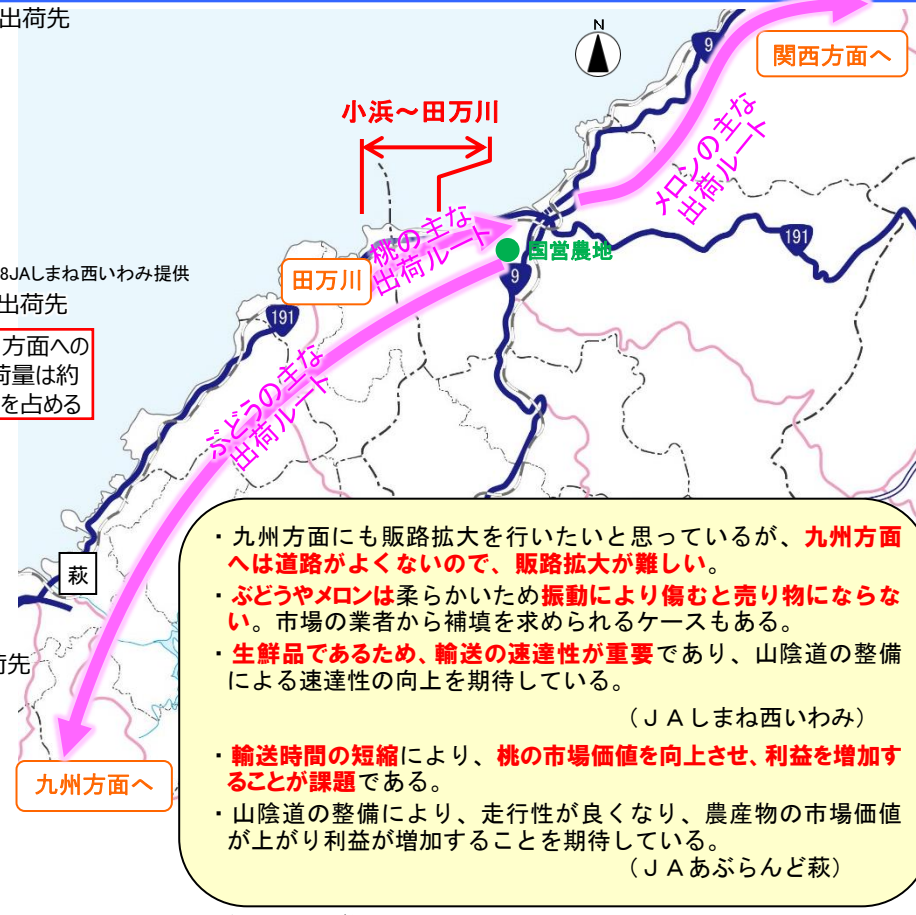 出荷先
N
9
関西方面へ
小浜～田万川
メロンの主な
出荷ルート
桃の主な
出荷ルート
191
国営農地
8JAしまね西いわみ提供
田万川
9
出荷先
191
方面への
荷量は約
を占める
ぶどうの主な
出荷ルート
萩
・九州方面にも販路拡大を行いたいと思っているが、九州方面
へは道路がよくないので、販路拡大が難しい。
・ぶどうやメロンは柔らかいため振動により傷むと売り物にならな
い。市場の業者から補填を求められるケースもある。
・生鮮品であるため、輸送の速達性が重要であり、山陰道の整備
による速達性の向上を期待している。
（ＪＡしまね西いわみ）
・輸送時間の短縮により、桃の市場価値を向上させ、利益を増加す
ることが課題である。
・山陰道の整備により、走行性が良くなり、農産物の市場価値
が上がり利益が増加することを期待している。
（ＪＡあぶらんど萩）
荷先
九州方面へ